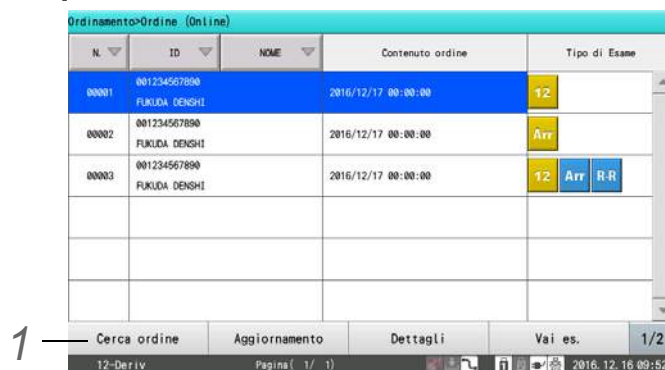 Ordinamento>Ordine (Online)
N. ID NOME Contenuto ordine Tipo di Esame
001234567890
00001 2016/12/17 00:00:00 12
FUKUDA DENSHI
001234567890
00002 2016/12/17 00:00:00 Arr
FUKUDA DENSHI
001234567890
00003 2016/12/17 00:00:00 12 Arr R-R
FUKUDA DENSHI
1
Cerca ordine Aggiornamento Dettagli Vai es. 1/2
12-Deriv Pagina( 1/ 1) 2016.12.16 09:52